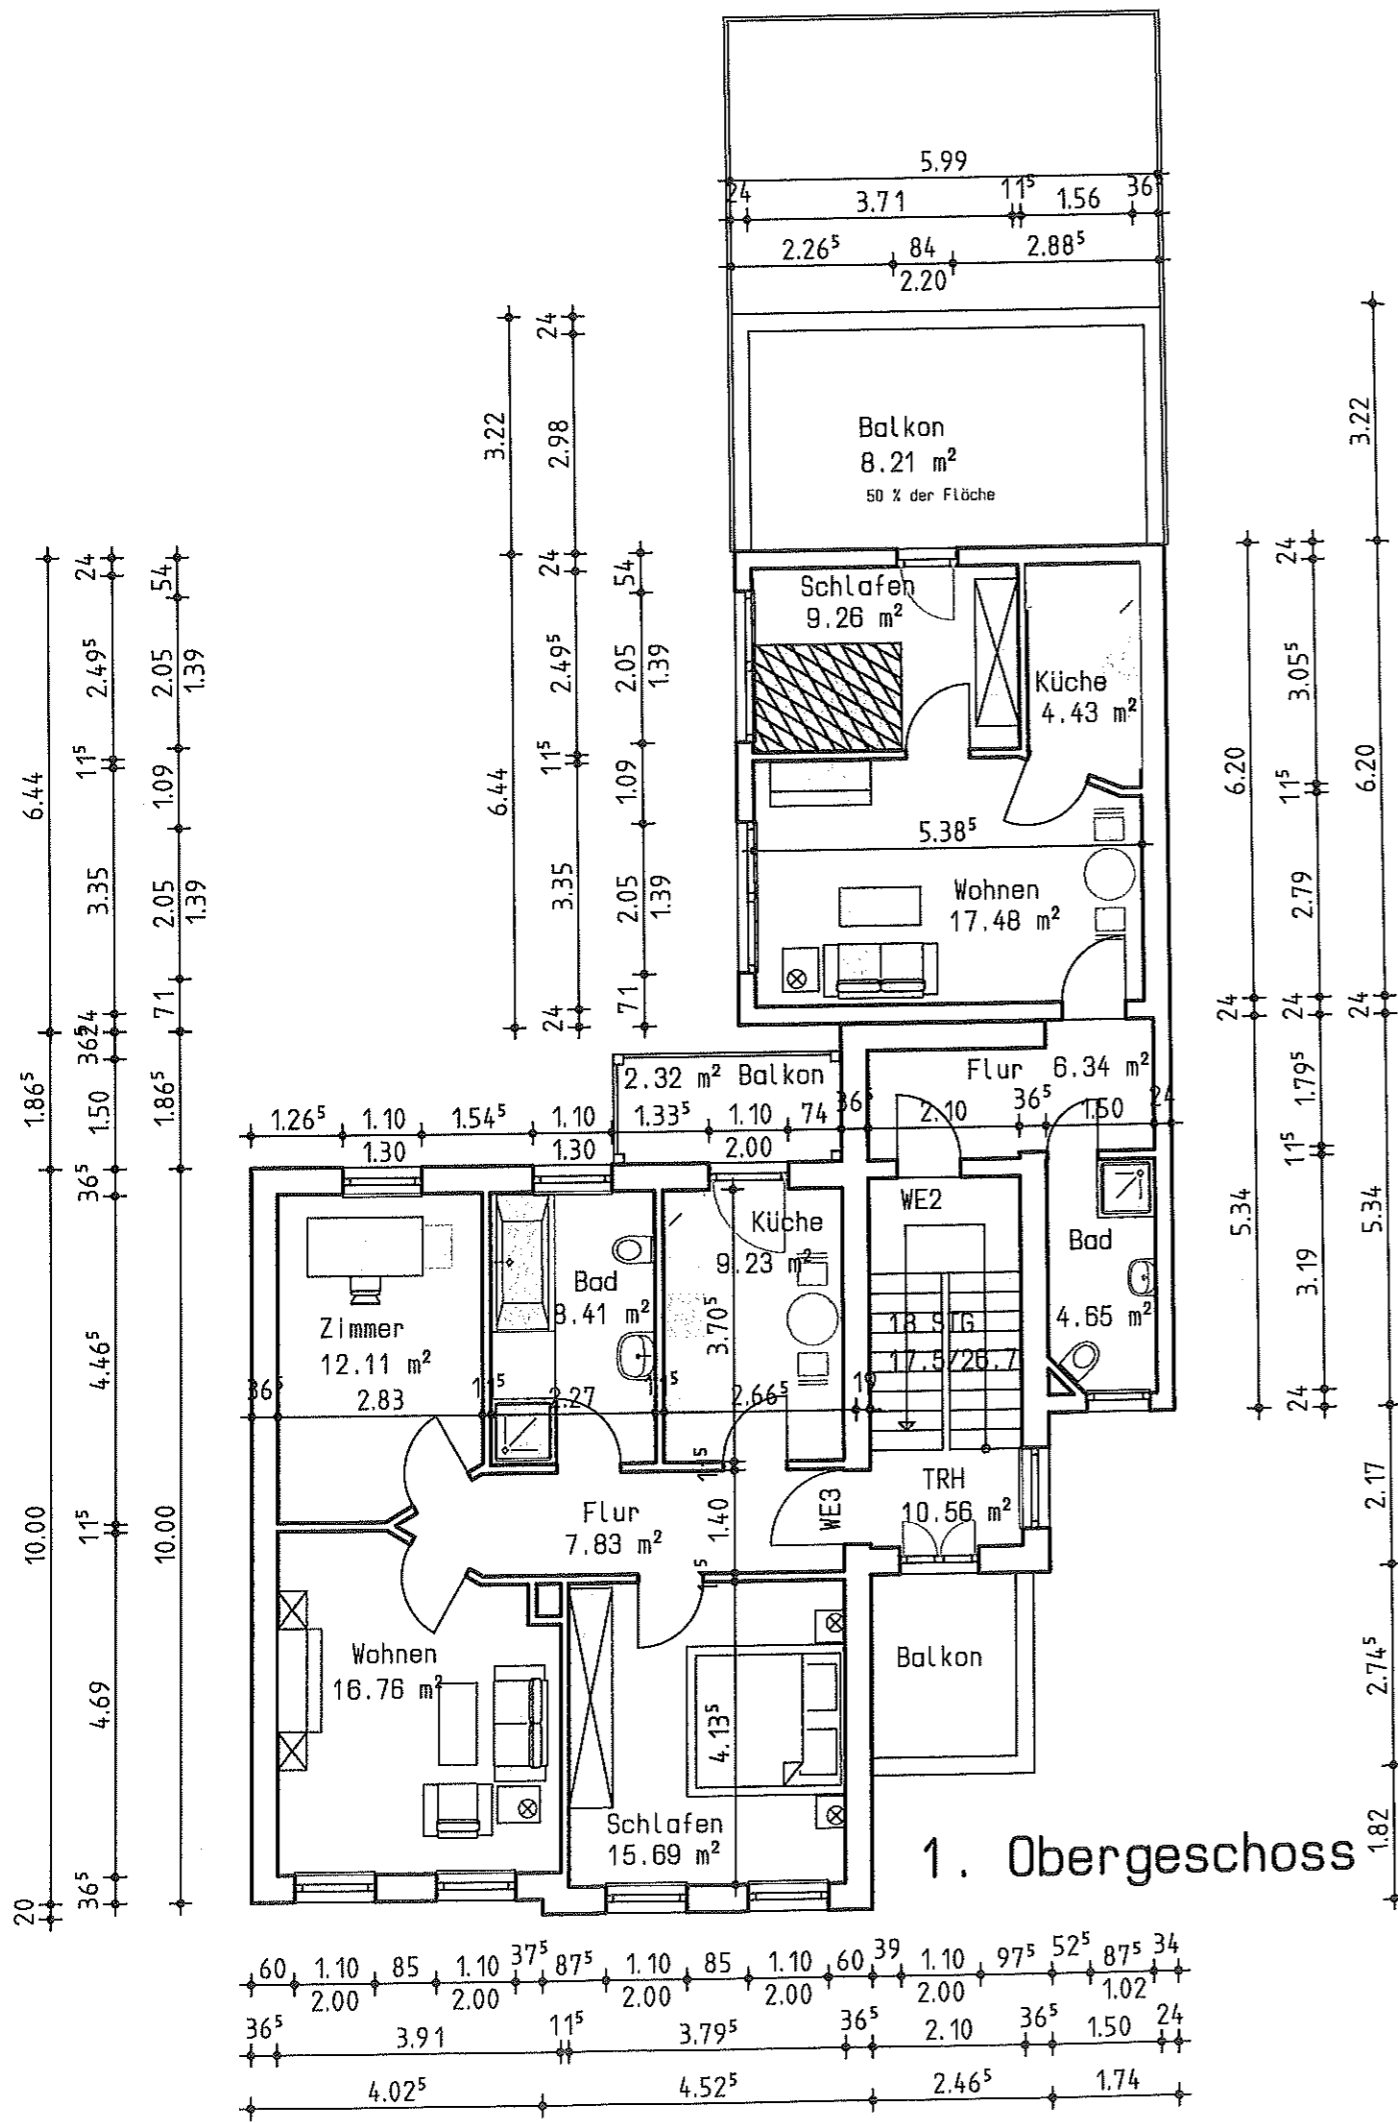 5.99
24 3.71 11⁵ 1.56 36
2.26⁵ 84 2.88⁵
2.20
24
3.22
2.98
3.22
Balkon
8.21 m²
50 % der Fläche
24
54
2.49⁵
2.05
1.39
11⁵
1.09
6.44
3.35
2.05
1.39
24
71
36⁵
1.86⁵
1.50
1.86⁵
36⁵
24
54
2.49⁵
2.05
1.39
11⁵
1.09
6.44
3.35
2.05
1.39
24
71
Schlafen
9.26 m²
Küche
4.43 m²
5.38⁵
Wohnen
17.48 m²
24
3.05⁵
6.20
11⁵
6.20
2.79
24
24
24
1.79⁵
11⁵
5.34
5.34
3.19
24
2.17
2.74⁵
1.82
Flur 6.34 m²
2.32 m² Balkon
1.26⁵ 1.10 1.54⁵ 1.10 1.33⁵ 1.10 74 36⁵ 2.10 36⁵ 1.50 24
1.30 1.30 2.00
WE2
Küche
9.23 m²
Bad
8.41 m²
Bad
4.65 m²
Zimmer
12.11 m²
3.70⁵
18 STG
17.5/26.7
36⁵ 2.83 11⁵ 2.27 11⁵ 2.66⁵
4.46⁵
11⁵
10.00
10.00
4.69
36⁵
20
11⁵
1.40
11⁵
Flur
7.83 m²
WE3
TRH
10.56 m²
Wohnen
16.76 m²
4.13⁵
Balkon
Schlafen
15.69 m²
1. Obergeschoss
60 1.10 85 1.10 37⁵ 87⁵ 1.10 85 1.10 60 39 1.10 97⁵ 52⁵ 87⁵ 34
2.00 2.00 2.00 2.00 2.00 1.02
36⁵ 3.91 11⁵ 3.79⁵ 36⁵ 2.10 36⁵ 1.50 24
4.02⁵ 4.52⁵ 2.46⁵ 1.74